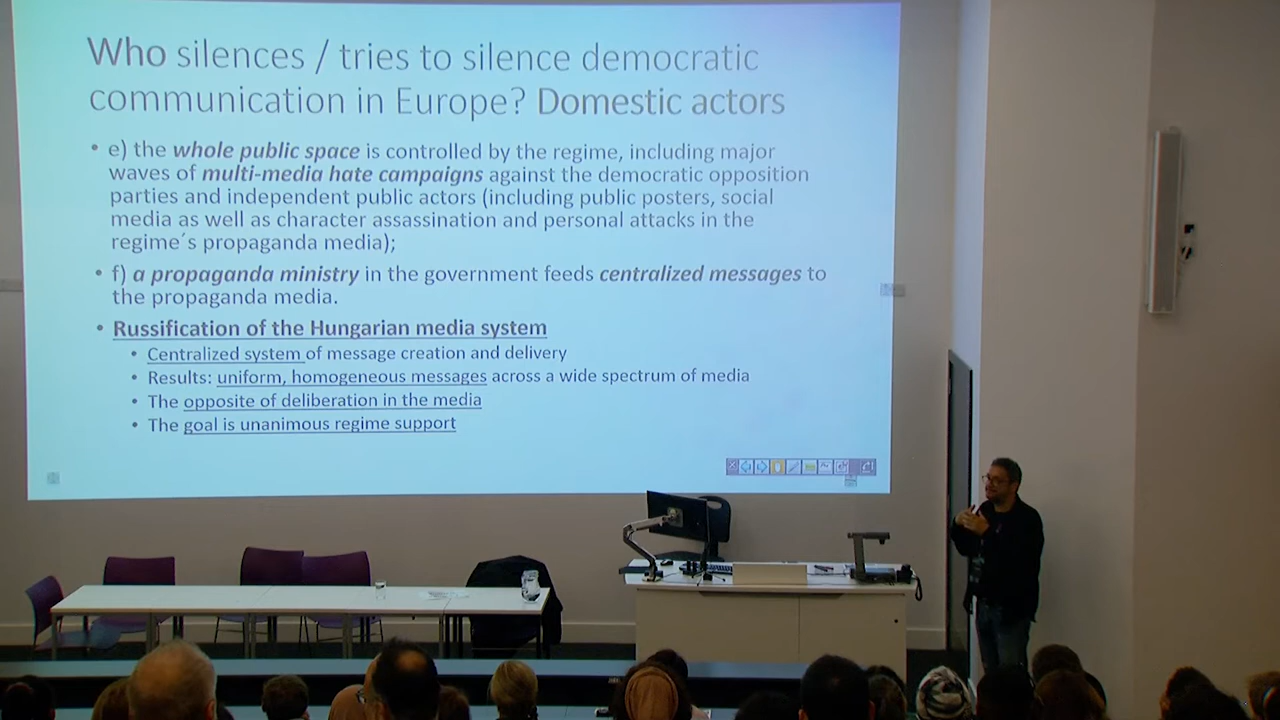 Who silences / tries to silence democratic
communication in Europe? Domestic actors
• e) the whole public space is controlled by the regime, including major
waves of multi-media hate campaigns against the democratic opposition
parties and independent public actors (including public posters, social
media as well as character assassination and personal attacks in the
regime´s propaganda media);
• f) a propaganda ministry in the government feeds centralized messages to
the propaganda media.
• Russification of the Hungarian media system
• Centralized system of message creation and delivery
• Results: uniform, homogeneous messages across a wide spectrum of media
• The opposite of deliberation in the media
• The goal is unanimous regime support